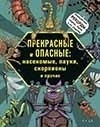 ПРЕКРАСНЫЕ
И ОПАСНЫЕ:
насекомые, пауки,
скорпионы
и прочие